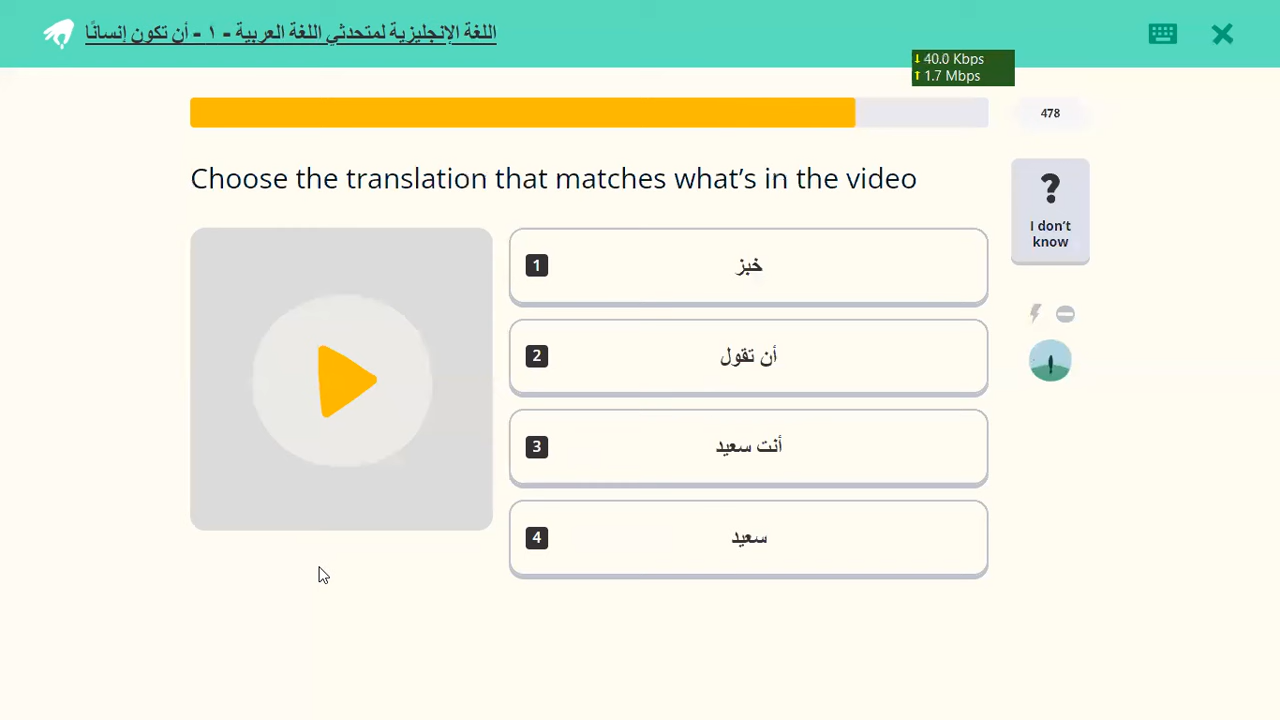 اللغة الإنجليزية لمتحدثي اللغة العربية - ١ - أن تكون إنسانًا
40.0 Kbps
1.7 Mbps
478
Choose the translation that matches what's in the video
?
I don't
know
1 خبز
2 أن تقول
3 أنت سعيد
4 سعيد